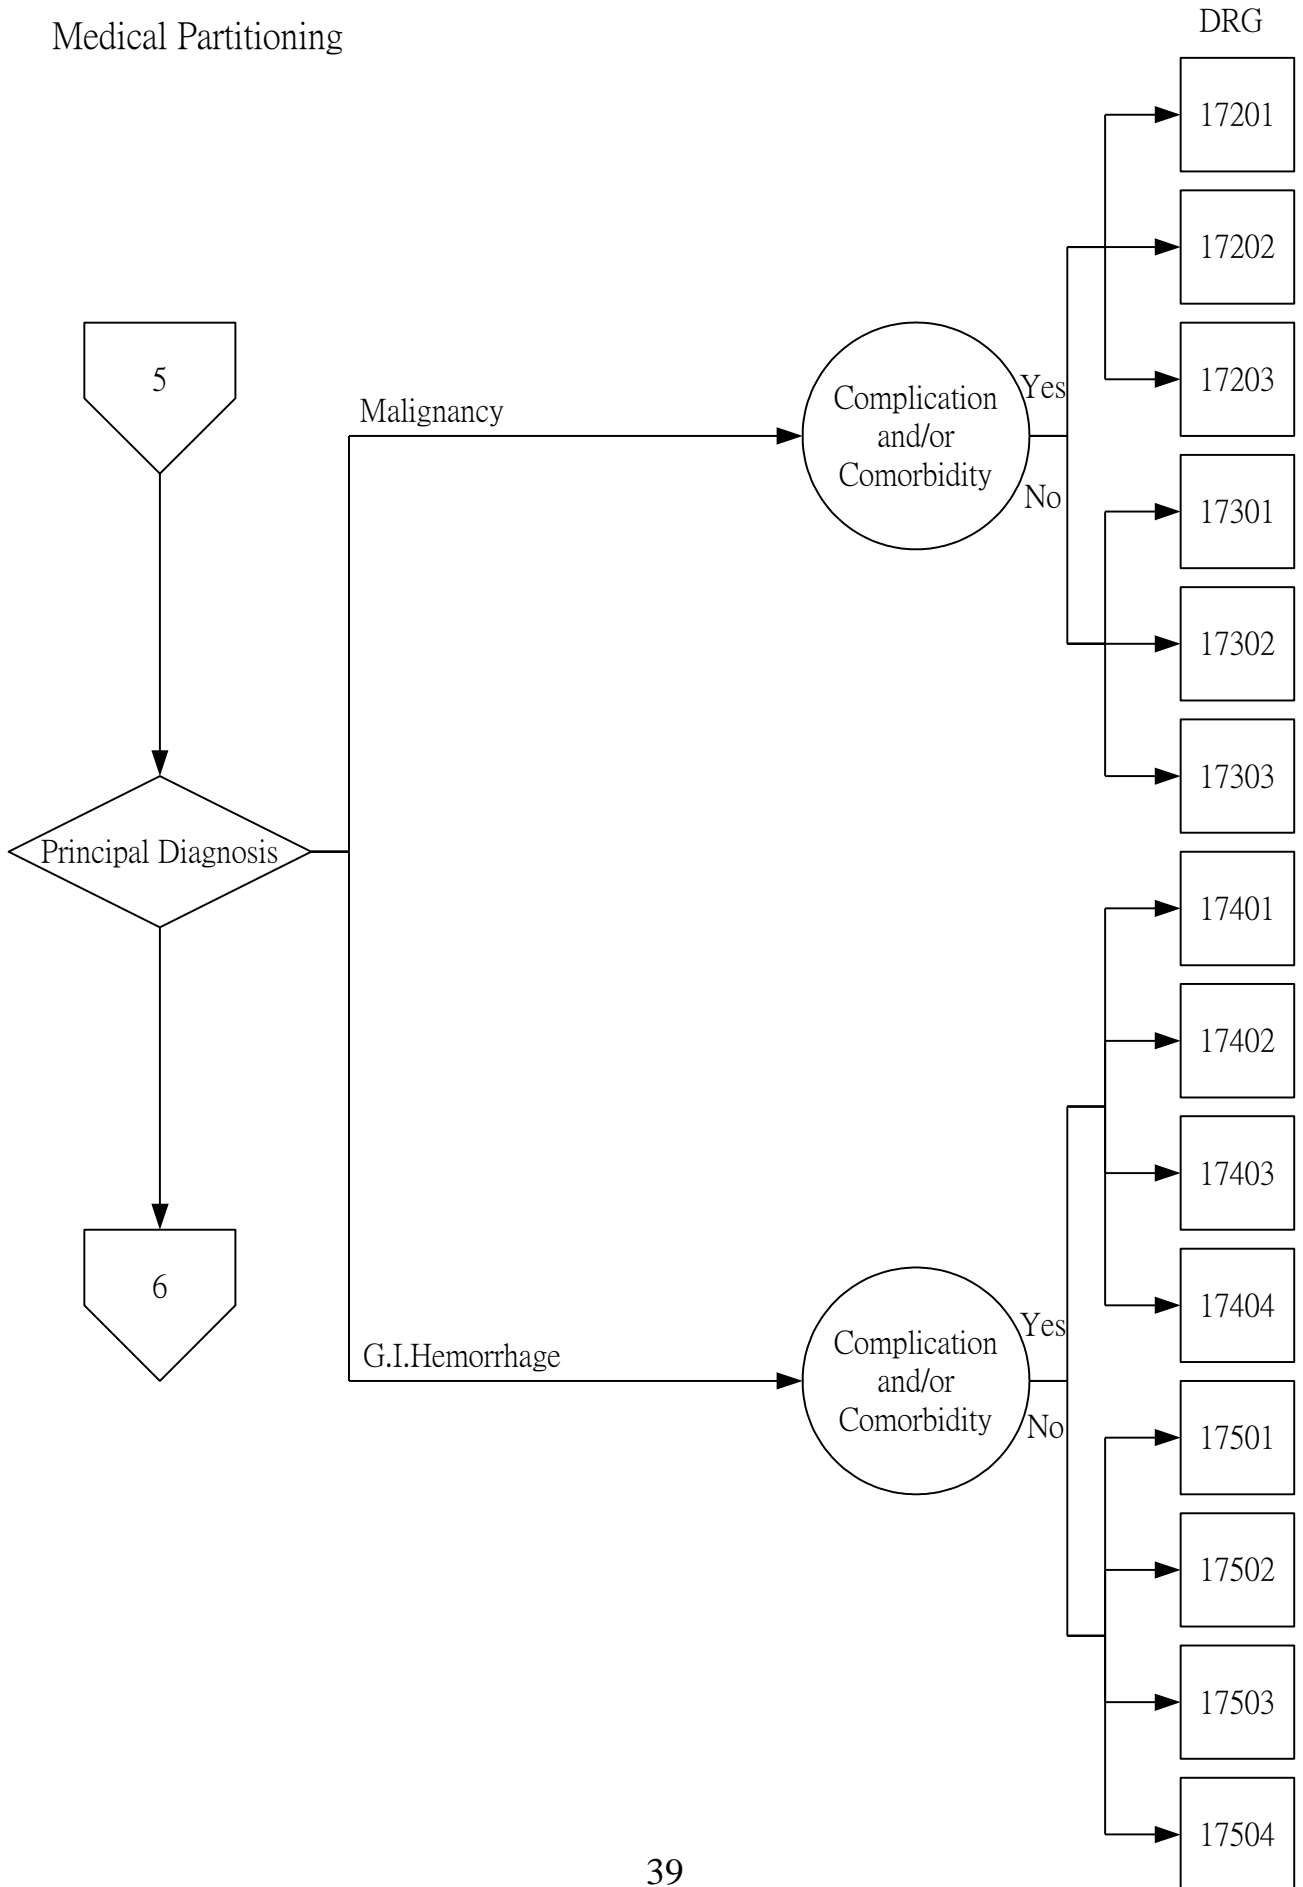 Medical Partitioning
DRG
17201
17202
5
17203
Malignancy
Complication
and/or
Comorbidity
Yes
No
17301
17302
17303
Principal Diagnosis
17401
17402
17403
17404
6
G.I.Hemorrhage
Complication
and/or
Comorbidity
Yes
No
17501
17502
17503
17504
39